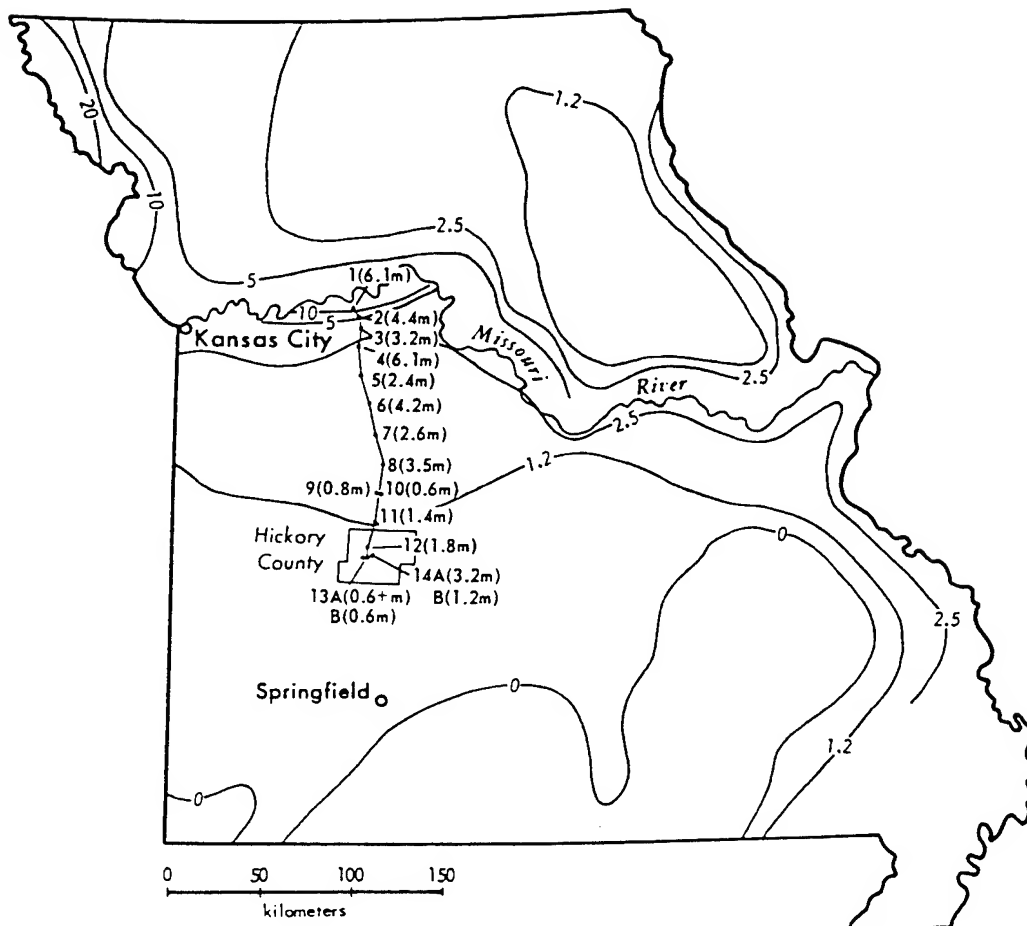 20
1.2
10
2.5
5
1(6.1m)
10
2(4.4m)
5
Kansas City
3(3.2m)
Missouri
4(6.1m)
5(2.4m)
2.5
River
6(4.2m)
2.5
7(2.6m)
8(3.5m)
1.2
9(0.8m) 10(0.6m)
11(1.4m)
Hickory
County
12(1.8m)
14A(3.2m)
13A(0.6+m) B(1.2m)
B(0.6m)
2.5
0
Springfield
0
1.2
0
0 50 100 150
kilometers